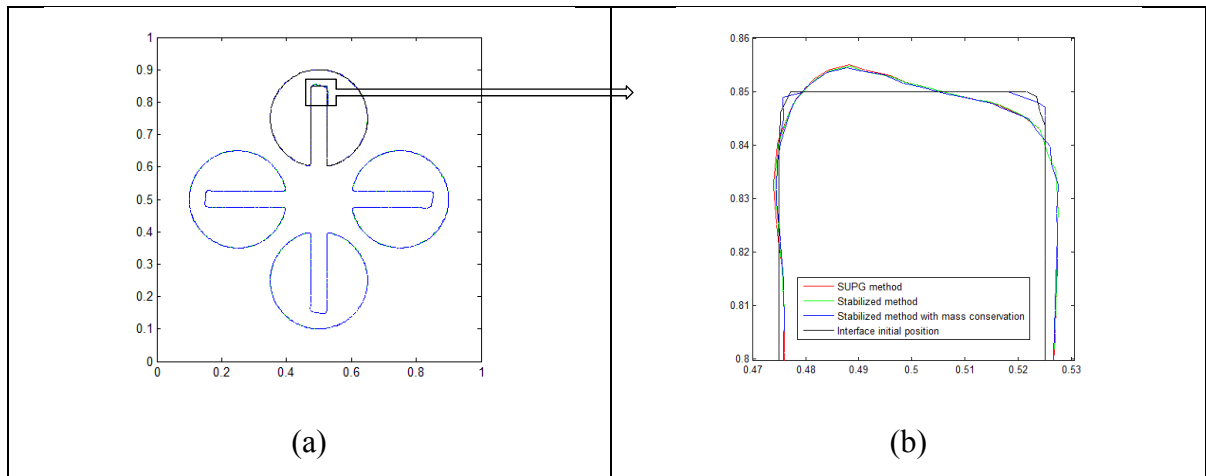 1
0.9
0.8
0.7
0.6
0.5
0.4
0.3
0.2
0.1
0
0 0.2 0.4 0.6 0.8 1
(a)
0.86
0.85
0.84
0.83
0.82
0.81
0.8
SUPG method
Stabilized method
Stabilized method with mass conservation
Interface initial position
0.47 0.48 0.49 0.5 0.51 0.52 0.53
(b)